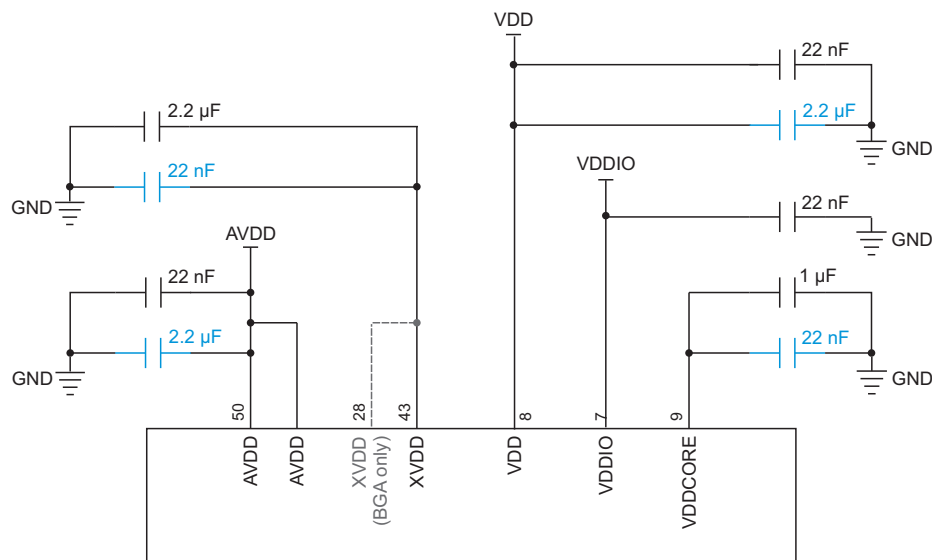 VDD
22 nF
2.2 µF
GND
2.2 µF
22 nF
GND
VDDIO
22 nF
GND
AVDD
22 nF
2.2 µF
GND
1 µF
22 nF
GND
50
28
43
8
7
9
AVDD
AVDD
XVDD
(BGA only)
XVDD
VDD
VDDIO
VDDCORE